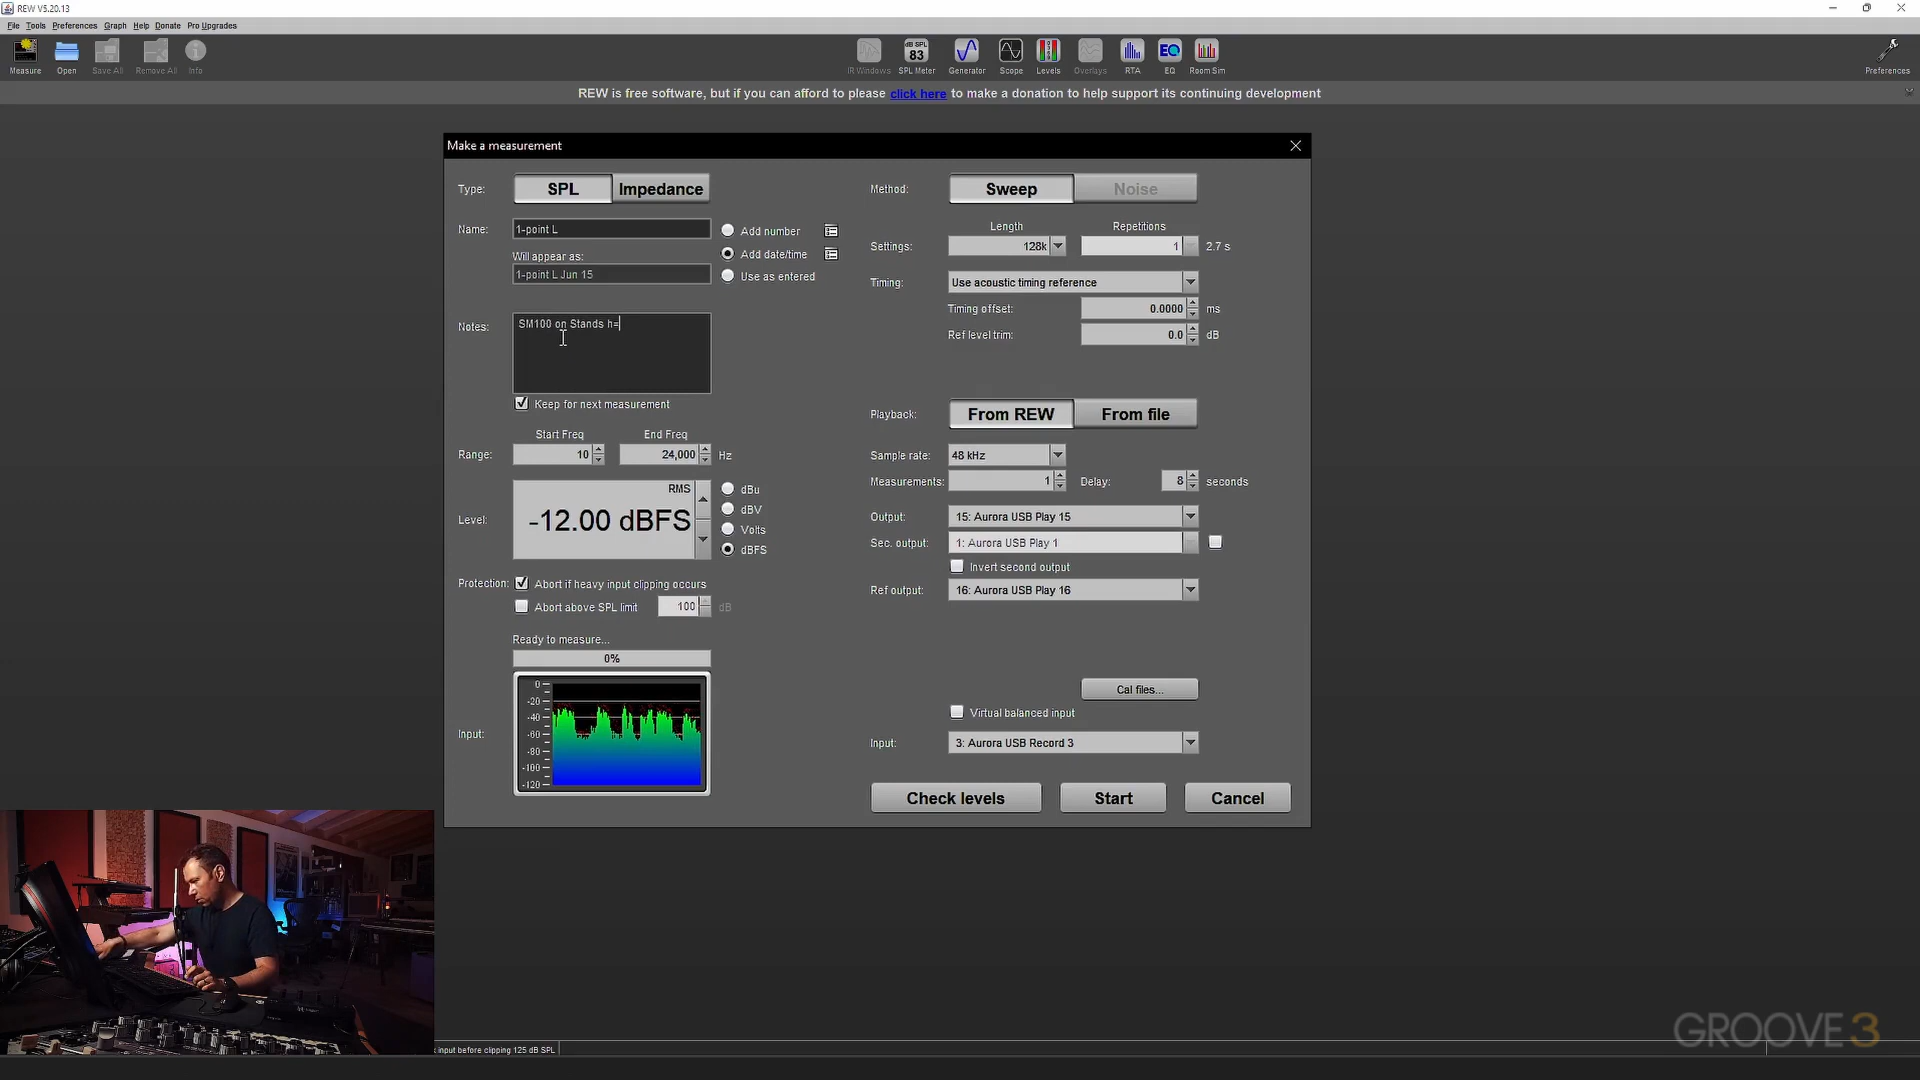 REW V5.20.13
File Tools Preferences Graph Help Donate Pro Upgrades
Measure Open Save All Remove All Info IR Windows dB SPL 83 SPL Meter Generator Scope Levels Overlays RTA EQ EQ Room Sim Preferences
REW is free software, but if you can afford to please click here to make a donation to help support its continuing development
Make a measurement
Type: SPL Impedance
Name: 1-point L
Add number
Will appear as:
Add date/time
1-point L Jun 15
Use as entered
Notes: SM100 on Stands h=
Keep for next measurement
Start Freq End Freq
Range: 10 24,000 Hz
RMS
Level: -12.00 dBFS
dBu
dBV
Volts
dBFS
Protection: Abort if heavy input clipping occurs
Abort above SPL limit 100 dB
Ready to measure...
0%
Input:
0
-20
-40
-60
-80
-100
-120
Method: Sweep Noise
Length Repetitions
Settings: 128k 1 2.7 s
Timing: Use acoustic timing reference
Timing offset: 0.0000 ms
Ref level trim: 0.0 dB
Playback: From REW From file
Sample rate: 48 kHz
Measurements: 1 Delay: 8 seconds
Output: 15: Aurora USB Play 15
Sec. output: 1: Aurora USB Play 1
Invert second output
Ref output: 16: Aurora USB Play 16
Cal files...
Virtual balanced input
Input: 3: Aurora USB Record 3
Check levels Start Cancel
input before clipping 125 dB SPL
GROOVE3